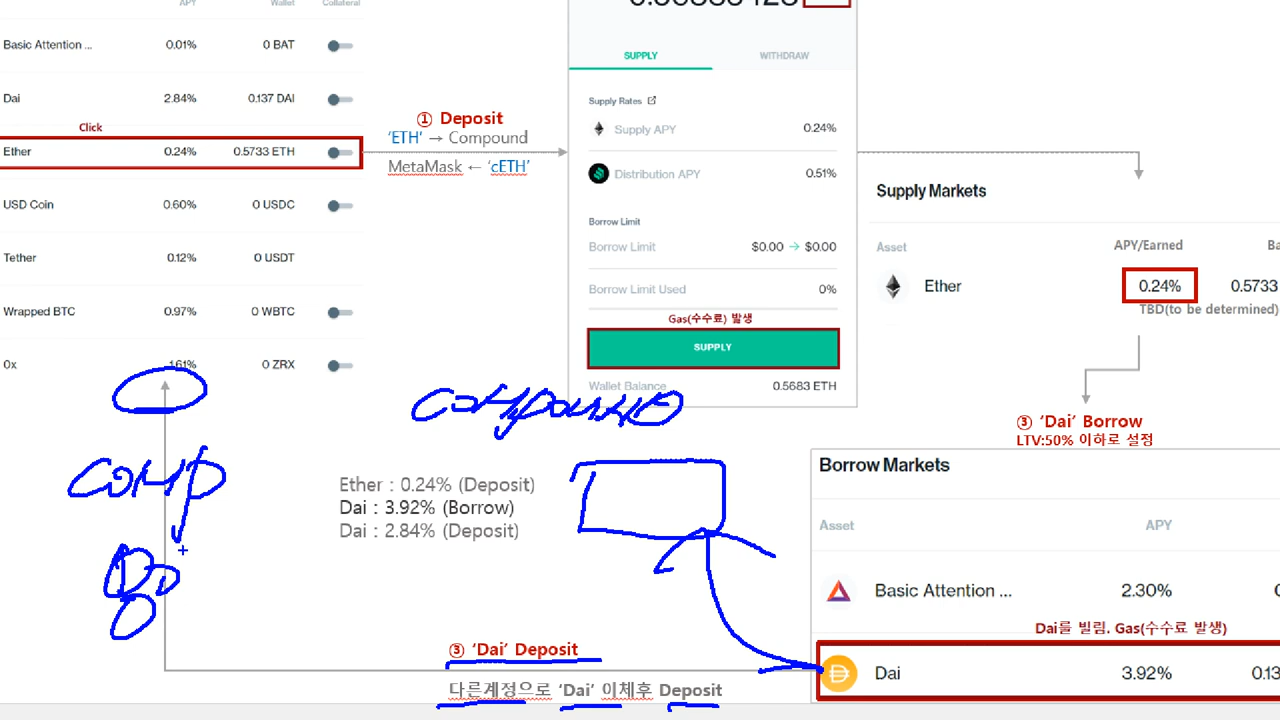 APY Wallet Collateral
Basic Attention ... 0.01% 0 BAT
Dai 2.84% 0.137 DAI
Click
Ether 0.24% 0.5733 ETH
USD Coin 0.60% 0 USDC
Tether 0.12% 0 USDT
Wrapped BTC 0.97% 0 WBTC
0x 1.61% 0 ZRX
① Deposit
‘ETH’ → Compound
MetaMask ← ‘cETH’
SUPPLY WITHDRAW
Supply Rates
Supply APY 0.24%
Distribution APY 0.51%
Borrow Limit
Borrow Limit $0.00 → $0.00
Borrow Limit Used 0%
Gas(수수료) 발생
SUPPLY
Wallet Balance 0.5683 ETH
Supply Markets
Asset APY/Earned
Ether 0.24% 0.5733
TBD(to be determined)
③ ‘Dai’ Borrow
LTV:50% 이하로 설정
Borrow Markets
Asset APY
Basic Attention ... 2.30%
Dai를 빌림. Gas(수수료 발생)
Dai 3.92% 0.13
COMPOUND
COMP
Ether : 0.24% (Deposit)
Dai : 3.92% (Borrow)
Dai : 2.84% (Deposit)
③ ‘Dai’ Deposit
다른계정으로 ‘Dai’ 이체후 Deposit